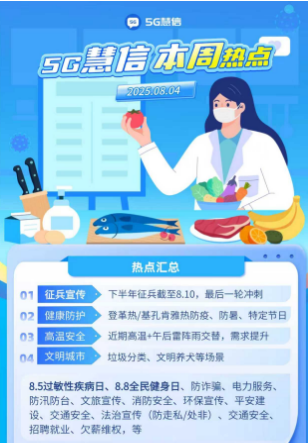 5G慧信
5G慧信 本周热点
2025.08.04
热点汇总
01 征兵宣传 下半年征兵截至8.10，最后一轮冲刺
02 健康防护 登革热/基孔肯雅热防疫、防暑、特定节日
03 高温安全 近期高温+午后雷阵雨交替，需求提升
04 文明城市 垃圾分类、文明养犬等场景
8.5过敏性疾病日、8.8全民健身日、防诈骗、电力服务、
防汛防台、文旅宣传、消防安全、环保宣传、平安建
设、交通安全、法治宣传（防走私/处非）、交通安全、
招聘就业、欠薪维权，等